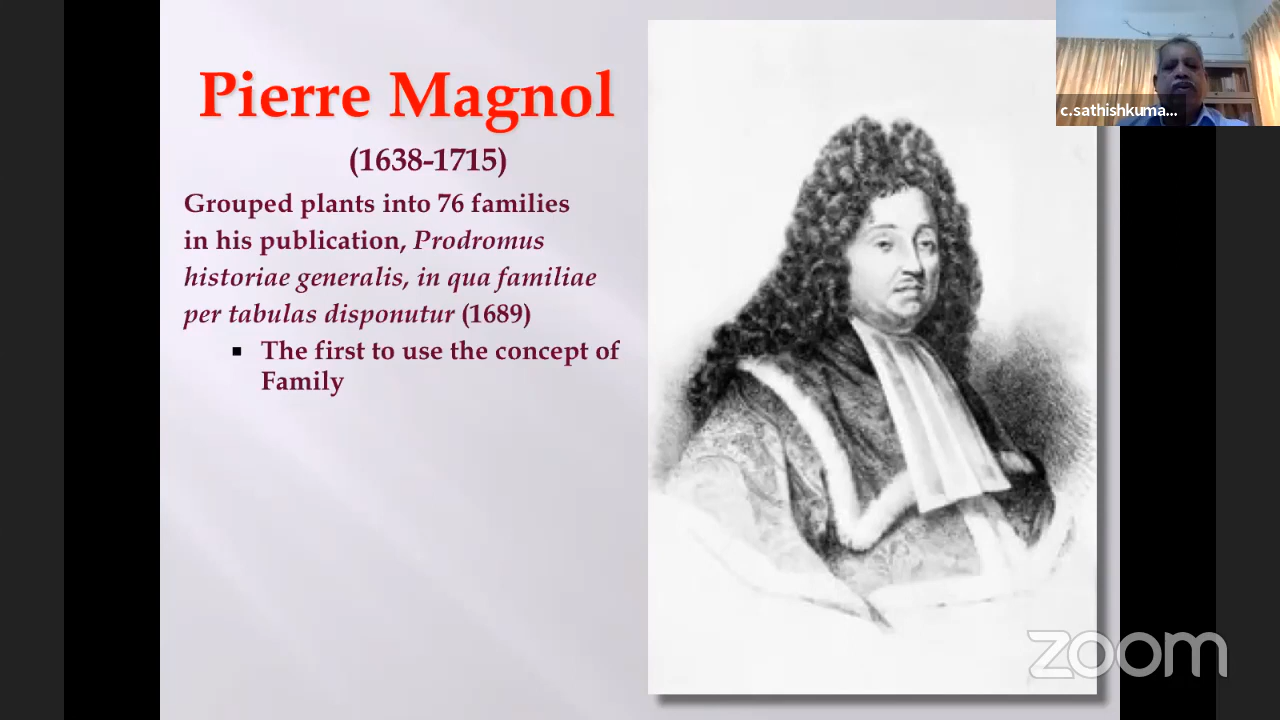 Pierre Magnol
(1638-1715)
Grouped plants into 76 families
in his publication, Prodromus
historiae generalis, in qua familiae
per tabulas disponutur (1689)
▪ The first to use the concept of
Family
c.sathishkuma...
zoom